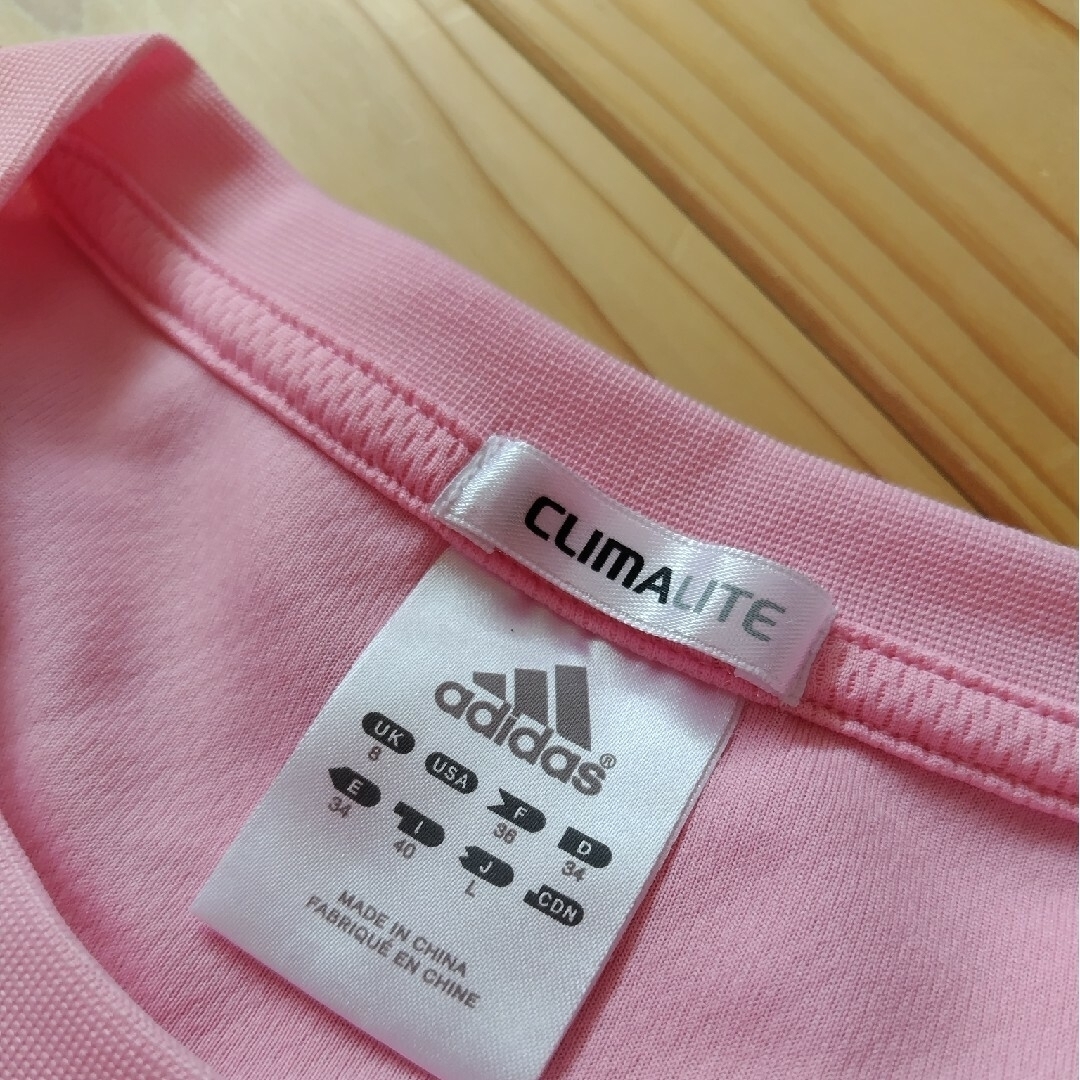 CLIMALITE
adidas®
UK USA F D
8 36 34
E I J CDN
34 40 L
MADE IN CHINA
FABRIQUÉ EN CHINE